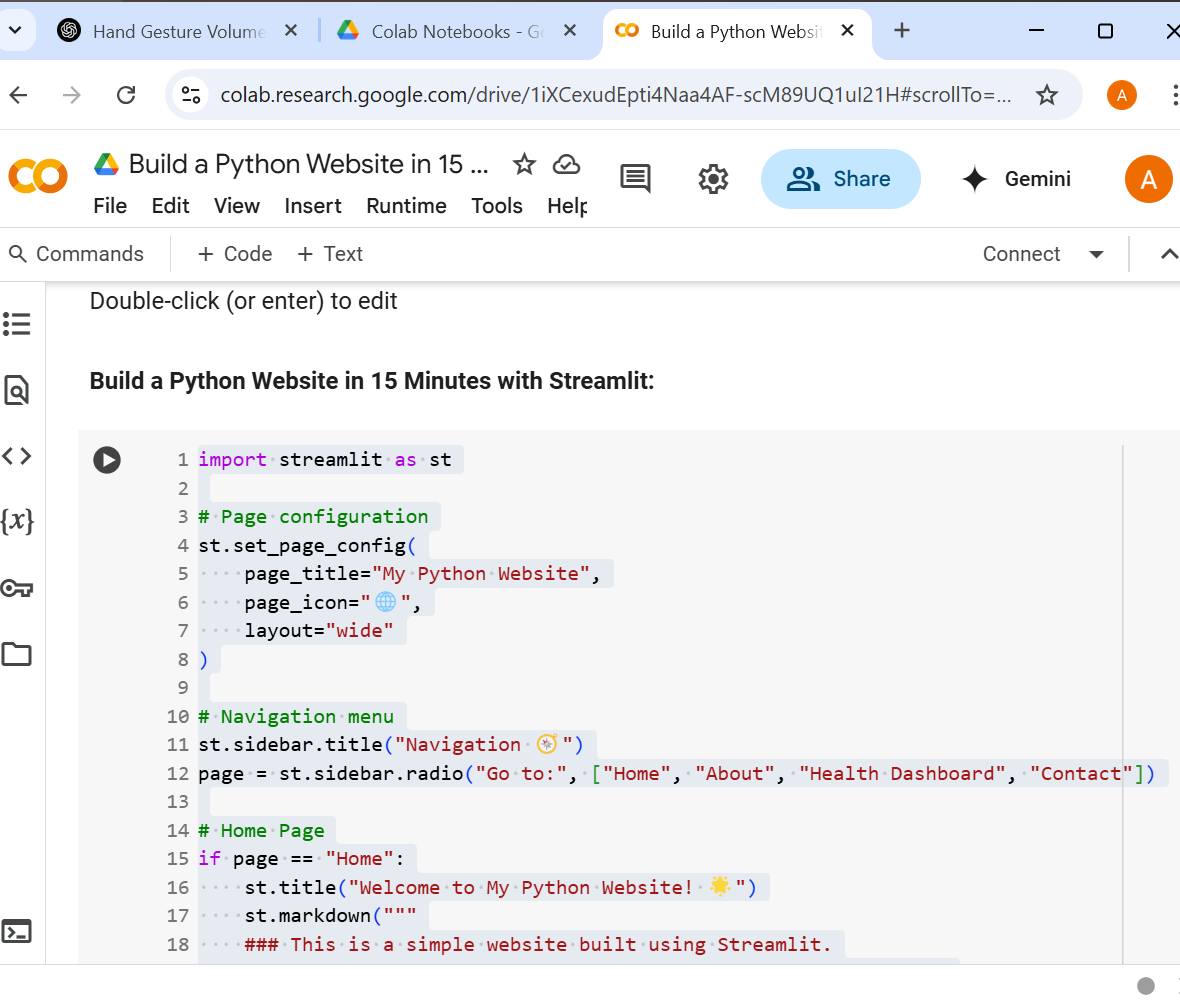 Hand Gesture Volume
Colab Notebooks - Go
Build a Python Websit
colab.research.google.com/drive/1iXCexudEpti4Naa4AF-scM89UQ1uI21H#scrollTo=...
A
Build a Python Website in 15 ...
Share
Gemini
A
File Edit View Insert Runtime Tools Help
Commands + Code + Text Connect
Double-click (or enter) to edit
Build a Python Website in 15 Minutes with Streamlit:
1 import streamlit as st
2
3 # Page configuration
4 st.set_page_config(
5     page_title="My Python Website",
6     page_icon="🌐",
7     layout="wide"
8 )
9
10 # Navigation menu
11 st.sidebar.title("Navigation 🧭")
12 page = st.sidebar.radio("Go to:", ["Home", "About", "Health Dashboard", "Contact"])
13
14 # Home Page
15 if page == "Home":
16     st.title("Welcome to My Python Website! 🌟")
17     st.markdown("""
18     ### This is a simple website built using Streamlit.